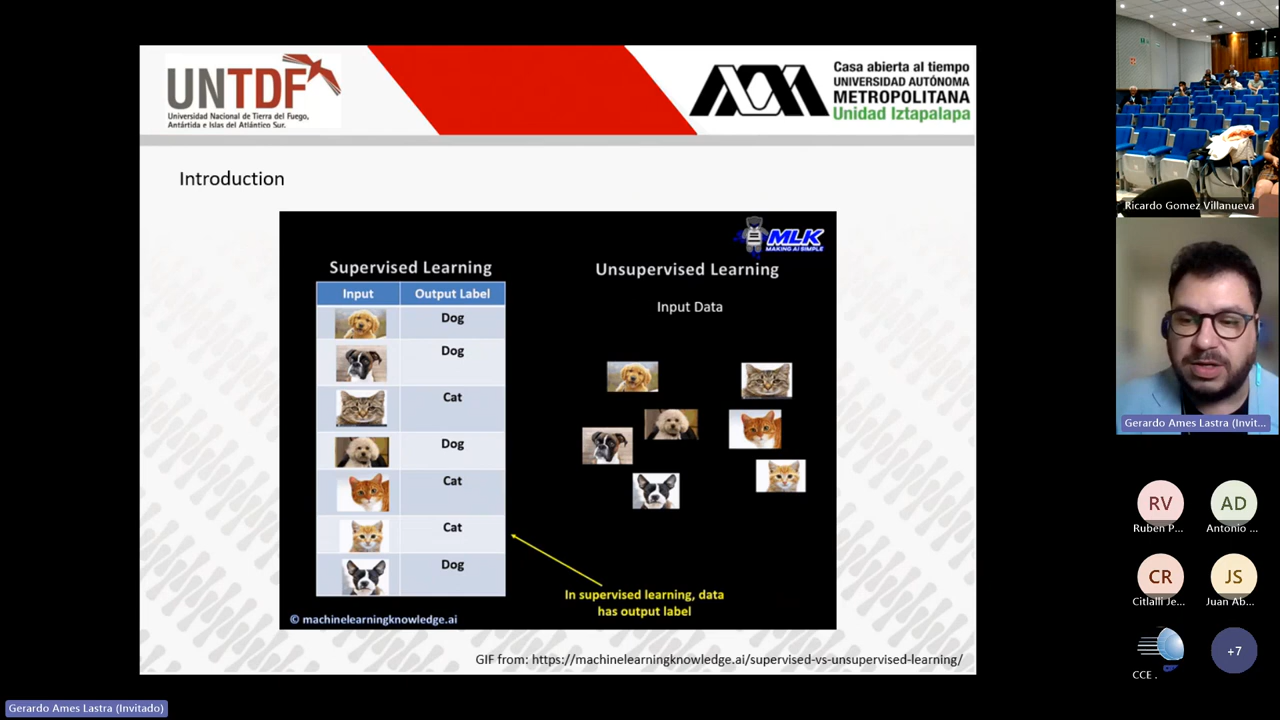 UNTDF
Universidad Nacional de Tierra del Fuego,
Antártida e Islas del Atlántico Sur.
Casa abierta al tiempo
UNIVERSIDAD AUTÓNOMA
METROPOLITANA
Unidad Iztapalapa
Introduction
MLK
MAKING AI SIMPLE
Supervised Learning
Input
Output Label
Dog
Dog
Cat
Dog
Cat
Cat
Dog
Unsupervised Learning
Input Data
In supervised learning, data
has output label
© machinelearningknowledge.ai
GIF from: https://machinelearningknowledge.ai/supervised-vs-unsupervised-learning/
Ricardo Gomez Villanueva
Gerardo Ames Lastra (Invit...
RV
Ruben P...
AD
Antonio ...
CR
Citlalli Je...
JS
Juan Ab...
CCE .
+7
Gerardo Ames Lastra (Invitado)